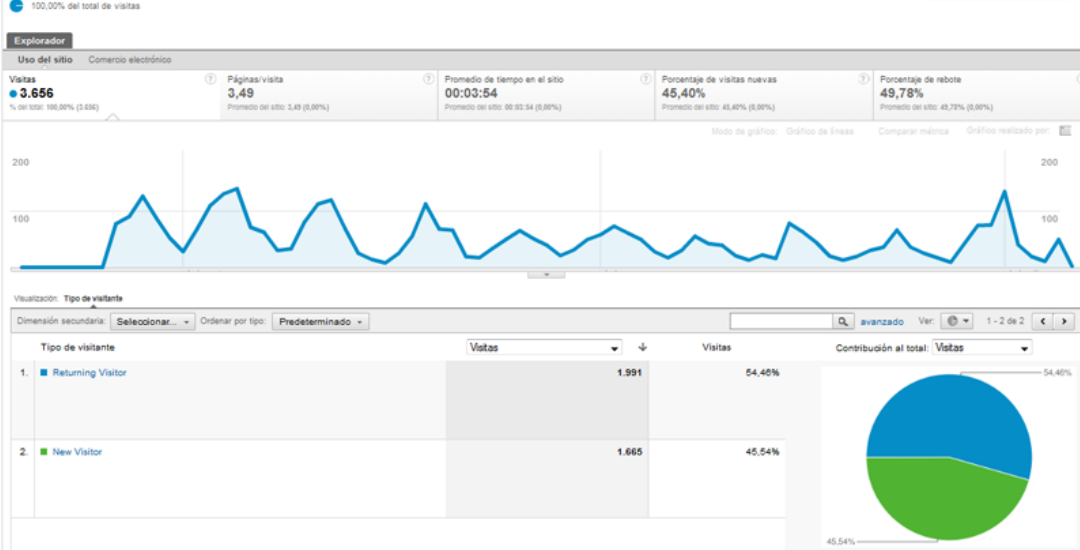 100,00% del total de visitas
Explorador
Uso del sitio Comercio electrónico
Visitas Páginas/visita Promedio de tiempo en el sitio Porcentaje de visitas nuevas Porcentaje de rebote
3.656 3,49 00:03:54 45,40% 49,78%
% del total: 100,00% (3.656) Promedio del sitio: 3,49 (0,00%) Promedio del sitio: 00:03:54 (0,00%) Promedio del sitio: 45,40% (0,00%) Promedio del sitio: 49,78% (0,00%)
Modo de gráfico: Gráfico de líneas Comparar métrica Gráfico realizado por:
200 200
100 100
Visualización: Tipo de visitante
Dimensión secundaria: Seleccionar... Ordenar por tipo: Predeterminado avanzado Ver: 1 - 2 de 2
Tipo de visitante Visitas Visitas Contribución al total: Visitas
1. Returning Visitor 1.991 54,46%
54,46%
2. New Visitor 1.665 45,54%
45,54%